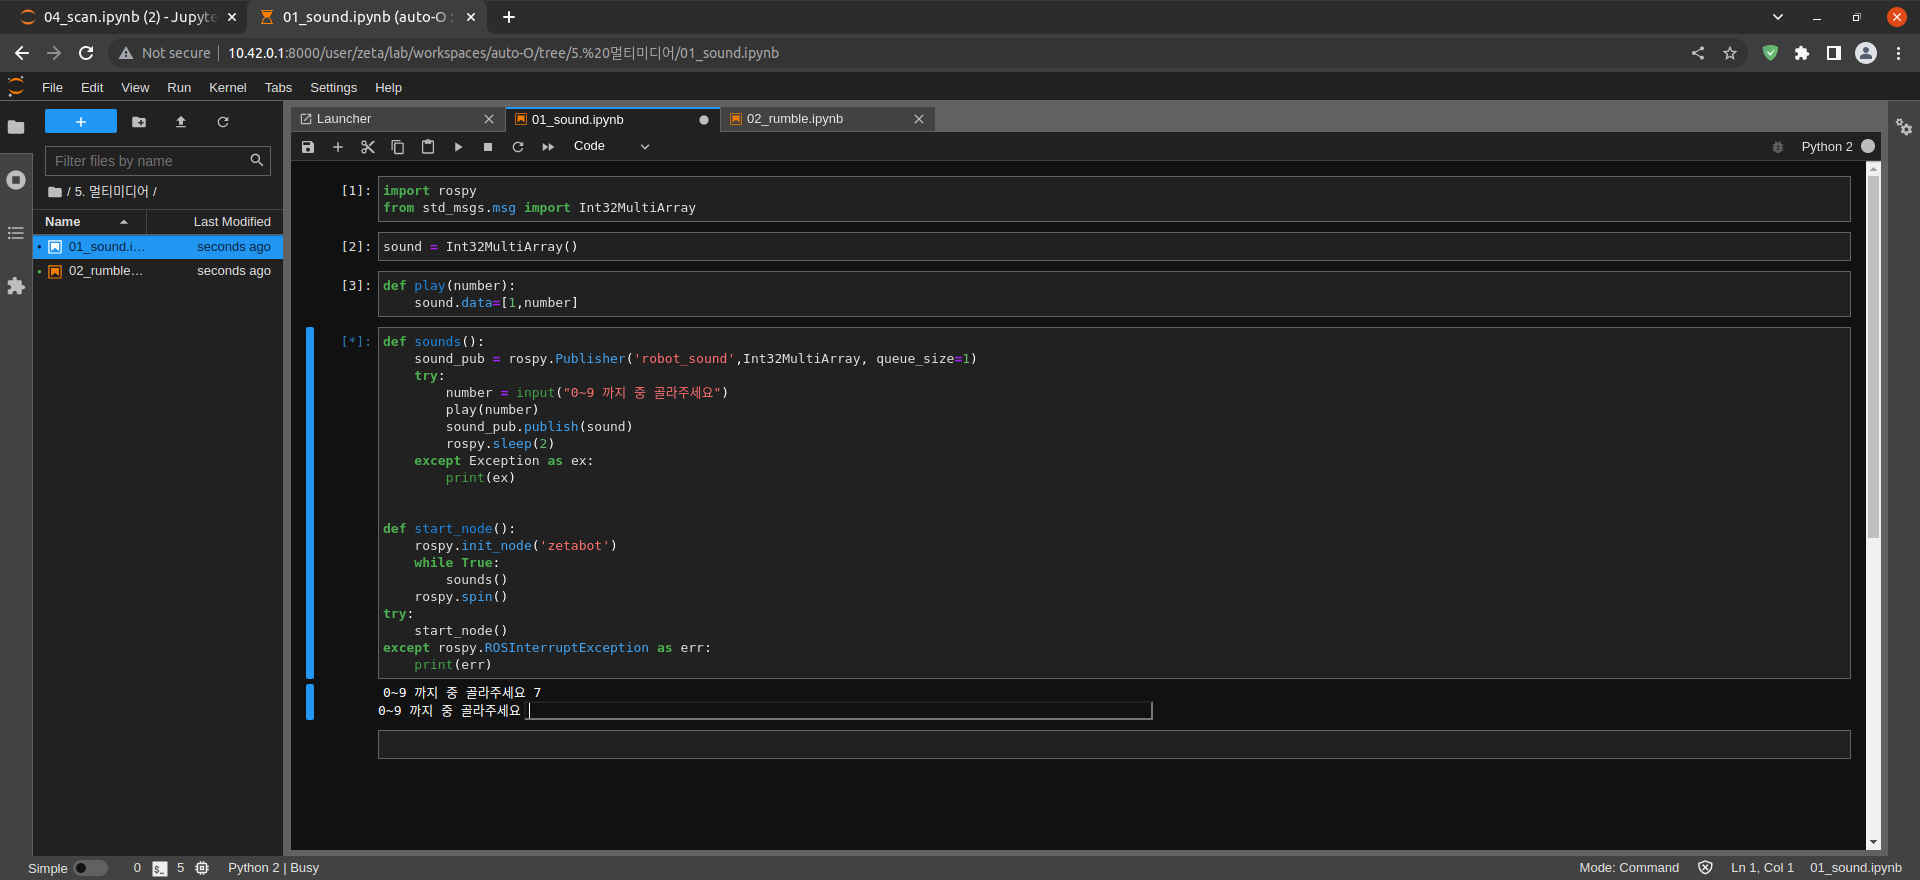 04_scan.ipynb (2) - Jupyte
01_sound.ipynb (auto-O :
Not secure
10.42.0.1:8000/user/zeta/lab/workspaces/auto-O/tree/5.%20멀티미디어/01_sound.ipynb
File Edit View Run Kernel Tabs Settings Help
Filter files by name
/ 5. 멀티미디어 /
Name Last Modified
01_sound.i… seconds ago
02_rumble… seconds ago
Launcher
01_sound.ipynb
02_rumble.ipynb
Code
Python 2
[1]: import rospy
from std_msgs.msg import Int32MultiArray
[2]: sound = Int32MultiArray()
[3]: def play(number):
sound.data=[1,number]
[*]: def sounds():
sound_pub = rospy.Publisher('robot_sound',Int32MultiArray, queue_size=1)
try:
number = input("0~9 까지 중 골라주세요")
play(number)
sound_pub.publish(sound)
rospy.sleep(2)
except Exception as ex:
print(ex)
def start_node():
rospy.init_node('zetabot')
while True:
sounds()
rospy.spin()
try:
start_node()
except rospy.ROSInterruptException as err:
print(err)
0~9 까지 중 골라주세요 7
0~9 까지 중 골라주세요
Simple 0 $_ 5 Python 2 | Busy
Mode: Command Ln 1, Col 1 01_sound.ipynb